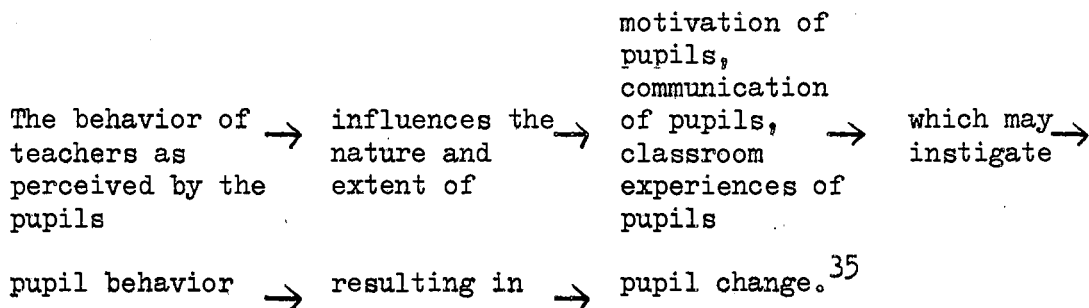 The behavior of
teachers as
perceived by the
pupils
→
influences the
nature and
extent of
→
motivation of
pupils,
communication
of pupils,
classroom
experiences of
pupils
→
which may
instigate
→
pupil behavior → resulting in → pupil change.35